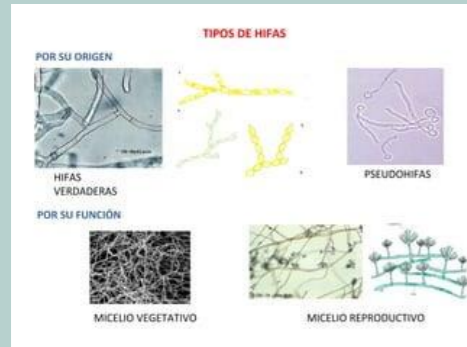 TIPOS DE HIFAS
POR SU ORIGEN
HIFAS
VERDADERAS
PSEUDOHIFAS
POR SU FUNCIÓN
MICELIO VEGETATIVO
MICELIO REPRODUCTIVO